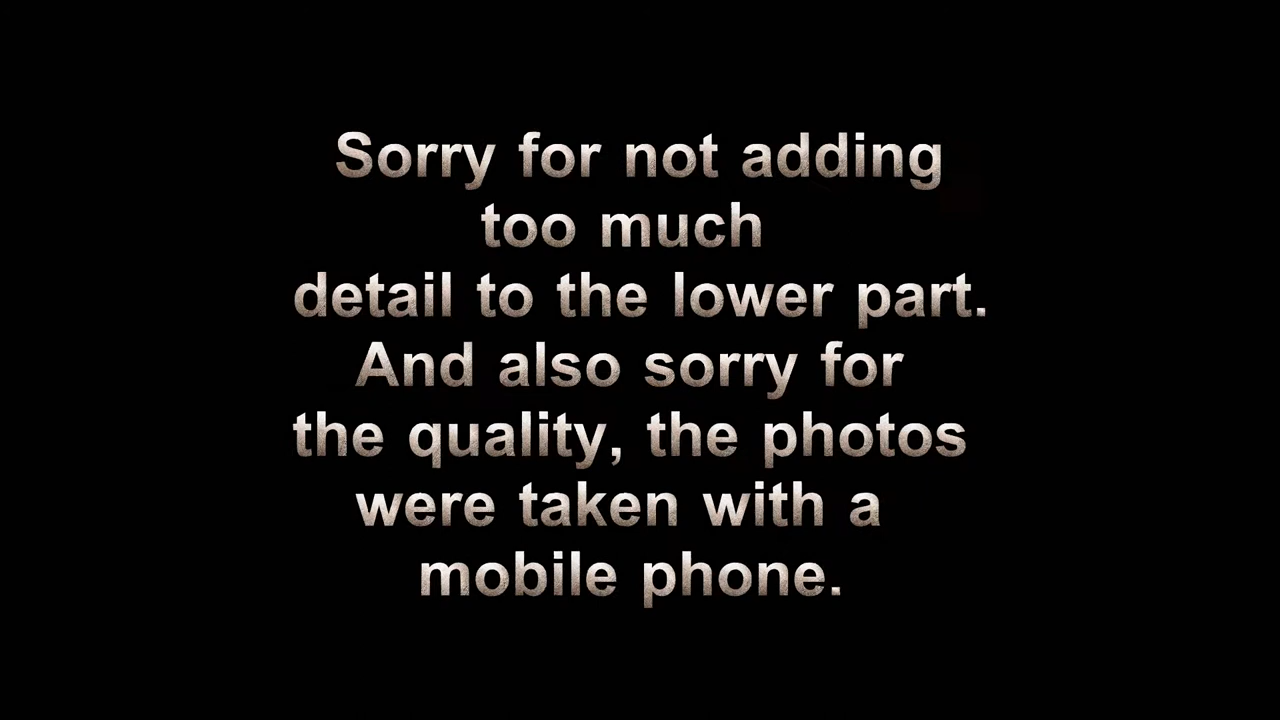 Sorry for not adding
too much
detail to the lower part.
And also sorry for
the quality, the photos
were taken with a
mobile phone.